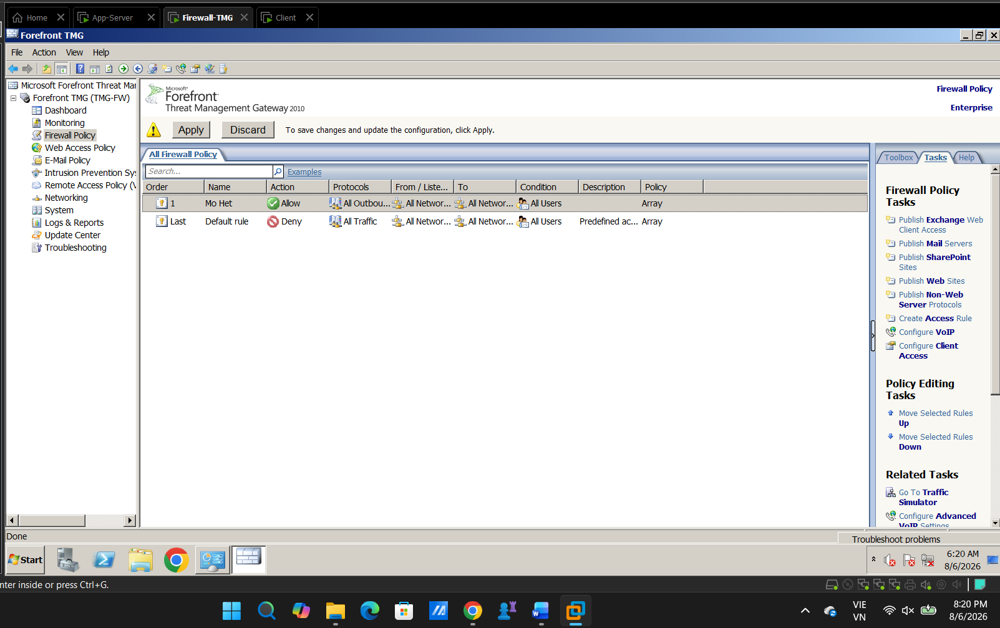 Home
App-Server
Firewall-TMG
Client
Forefront TMG
File Action View Help
Microsoft Forefront Threat Mar
Forefront TMG (TMG-FW)
Dashboard
Monitoring
Firewall Policy
Web Access Policy
E-Mail Policy
Intrusion Prevention Sys
Remote Access Policy (V
Networking
System
Logs & Reports
Update Center
Troubleshooting
Microsoft®
Forefront™
Threat Management Gateway 2010
Firewall Policy
Enterprise
Apply Discard To save changes and update the configuration, click Apply.
All Firewall Policy
Search... Examples
Order Name Action Protocols From / Liste... To Condition Description Policy
1 Mo Het Allow All Outbou... All Networ... All Networ... All Users Array
Last Default rule Deny All Traffic All Networ... All Networ... All Users Predefined ac... Array
Toolbox Tasks Help
Firewall Policy
Tasks
Publish Exchange Web
Client Access
Publish Mail Servers
Publish SharePoint
Sites
Publish Web Sites
Publish Non-Web
Server Protocols
Create Access Rule
Configure VoIP
Configure Client
Access
Policy Editing
Tasks
Move Selected Rules
Up
Move Selected Rules
Down
Related Tasks
Go To Traffic
Simulator
Configure Advanced
VoIP Settings
Done
Troubleshoot problems
Start
6:20 AM
8/6/2026
nter inside or press Ctrl+G.
VIE
VN
8:20 PM
8/6/2026